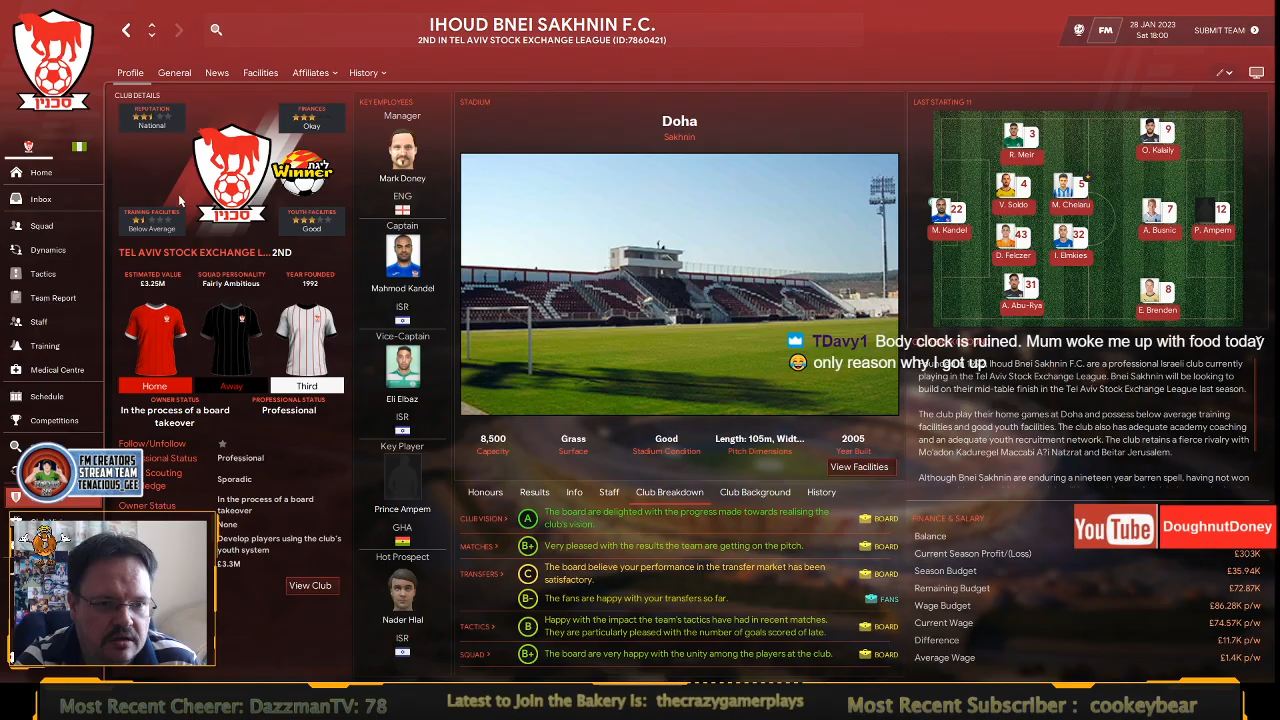 IHOUD BNEI SAKHNIN F.C.
2ND IN TEL AVIV STOCK EXCHANGE LEAGUE (ID:7860421)
FM
28 JAN 2023
Sat 18:00
SUBMIT TEAM
Profile
General
News
Facilities
Affiliates
History
סכנין
Home
Inbox
Squad
Dynamics
Tactics
Team Report
Staff
Training
Medical Centre
Schedule
Competitions
CLUB DETAILS
REPUTATION
National
FINANCES
Okay
ליגת
Winner
סכנין
TRAINING FACILITIES
Below Average
YOUTH FACILITIES
Good
TEL AVIV STOCK EXCHANGE L... 2ND
ESTIMATED VALUE
£3.25M
SQUAD PERSONALITY
Fairly Ambitious
YEAR FOUNDED
1992
Home
Away
Third
OWNER STATUS
In the process of a board
takeover
PROFESSIONAL STATUS
Professional
Follow/Unfollow
Professional
Scouting
Sporadic
Owner Status
In the process of a board
takeover
None
Develop players using the club's
youth system
£3.3M
View Club
FM CREATORS
STREAM TEAM
TENACIOUS_GEE
KEY EMPLOYEES
Manager
Mark Doney
ENG
Captain
Mahmod Kandel
ISR
Vice-Captain
Eli Elbaz
ISR
Key Player
Prince Ampem
GHA
Hot Prospect
Nader Hlal
ISR
STADIUM
Doha
Sakhnin
8,500
Capacity
Grass
Surface
Good
Stadium Condition
Length: 105m, Widt...
Pitch Dimensions
2005
Year Built
View Facilities
Honours
Results
Info
Staff
Club Breakdown
Club Background
History
CLUB VISION >
A
The board are delighted with the progress made towards realising the
club's vision.
BOARD
MATCHES >
B+
Very pleased with the results the team are getting on the pitch.
BOARD
TRANSFERS >
C
The board believe your performance in the transfer market has been
satisfactory.
BOARD
B-
The fans are happy with your transfers so far.
FANS
TACTICS >
B
Happy with the impact the team's tactics have had in recent matches.
They are particularly pleased with the number of goals scored of late.
BOARD
SQUAD >
B+
The board are very happy with the unity among the players at the club.
BOARD
LAST STARTING 11
3
R. Meir
9
O. Kalaily
4
V. Soldo
5
M. Chelaru
22
M. Kandel
7
A. Busnic
12
P. Ampem
43
D. Felczer
32
I. Elmkies
31
A. Abu-Rya
8
E. Brenden
TDavy1 Body clock is ruined. Mum woke me up with food today
only reason why I got up
Ihoud Bnei Sakhnin F.C. are a professional Israeli club currently
playing in the Tel Aviv Stock Exchange League. Bnei Sakhnin will be looking
to build on their mid-table finish in the Tel Aviv Stock Exchange League last season.
The club play their home games at Doha and possess below average training
facilities and good youth facilities. The club also has adequate academy coaching
and an adequate youth recruitment network. The club retains a fierce rivalry with
Mo'adon Kaduregel Maccabi A?i Natzrat and Beitar Jerusalem.
Although Bnei Sakhnin are enduring a nineteen year barren spell, having not won
FINANCE & SALARY
YouTube
DoughnutDoney
Balance
Current Season Profit/(Loss)
£303K
Season Budget
£35.94K
Remaining Budget
£72.87K
Wage Budget
£86.28K p/w
Current Wage
£74.57K p/w
Difference
£11.7K p/w
Average Wage
£1.4K p/w
Most Recent Cheerer: DazzmanTV: 78
Latest to Join the Bakery is: thecrazygamerplays
Most Recent Subscriber : cookeybear